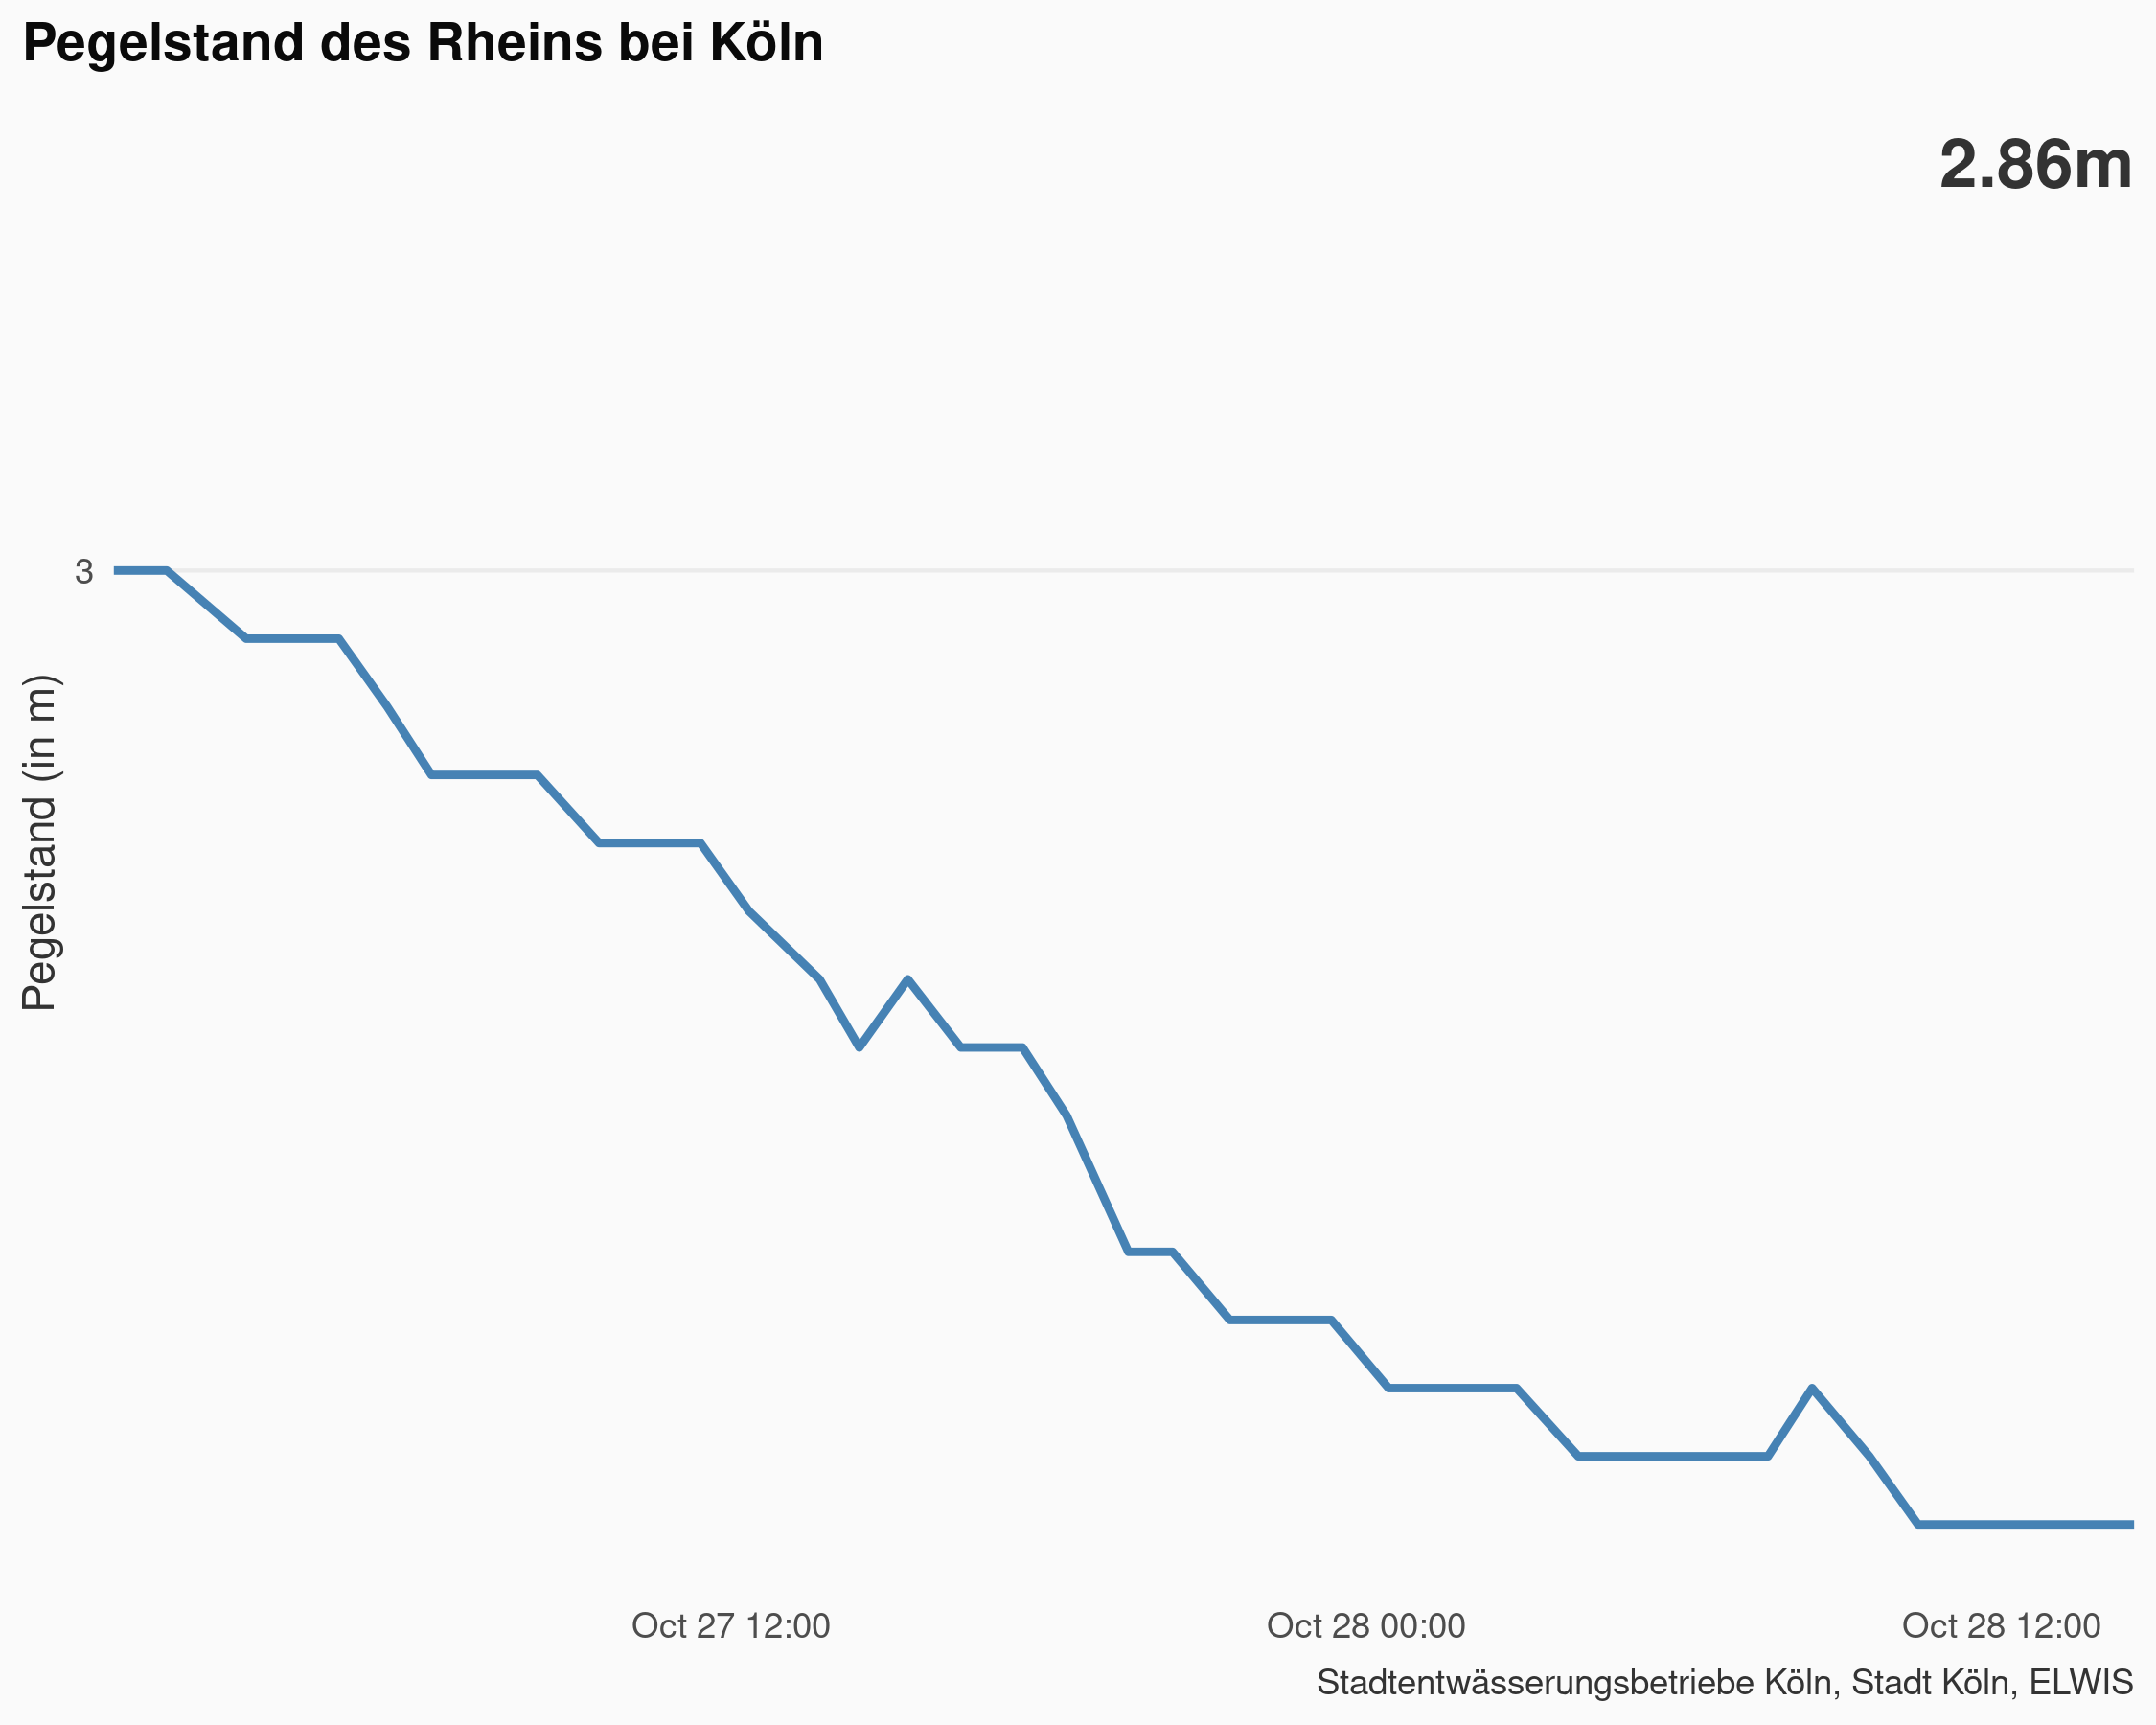 Pegelstand des Rheins bei Köln
2.86m
3
Pegelstand (in m)
Oct 27 12:00
Oct 28 00:00
Oct 28 12:00
Stadtentwässerungsbetriebe Köln, Stadt Köln, ELWIS